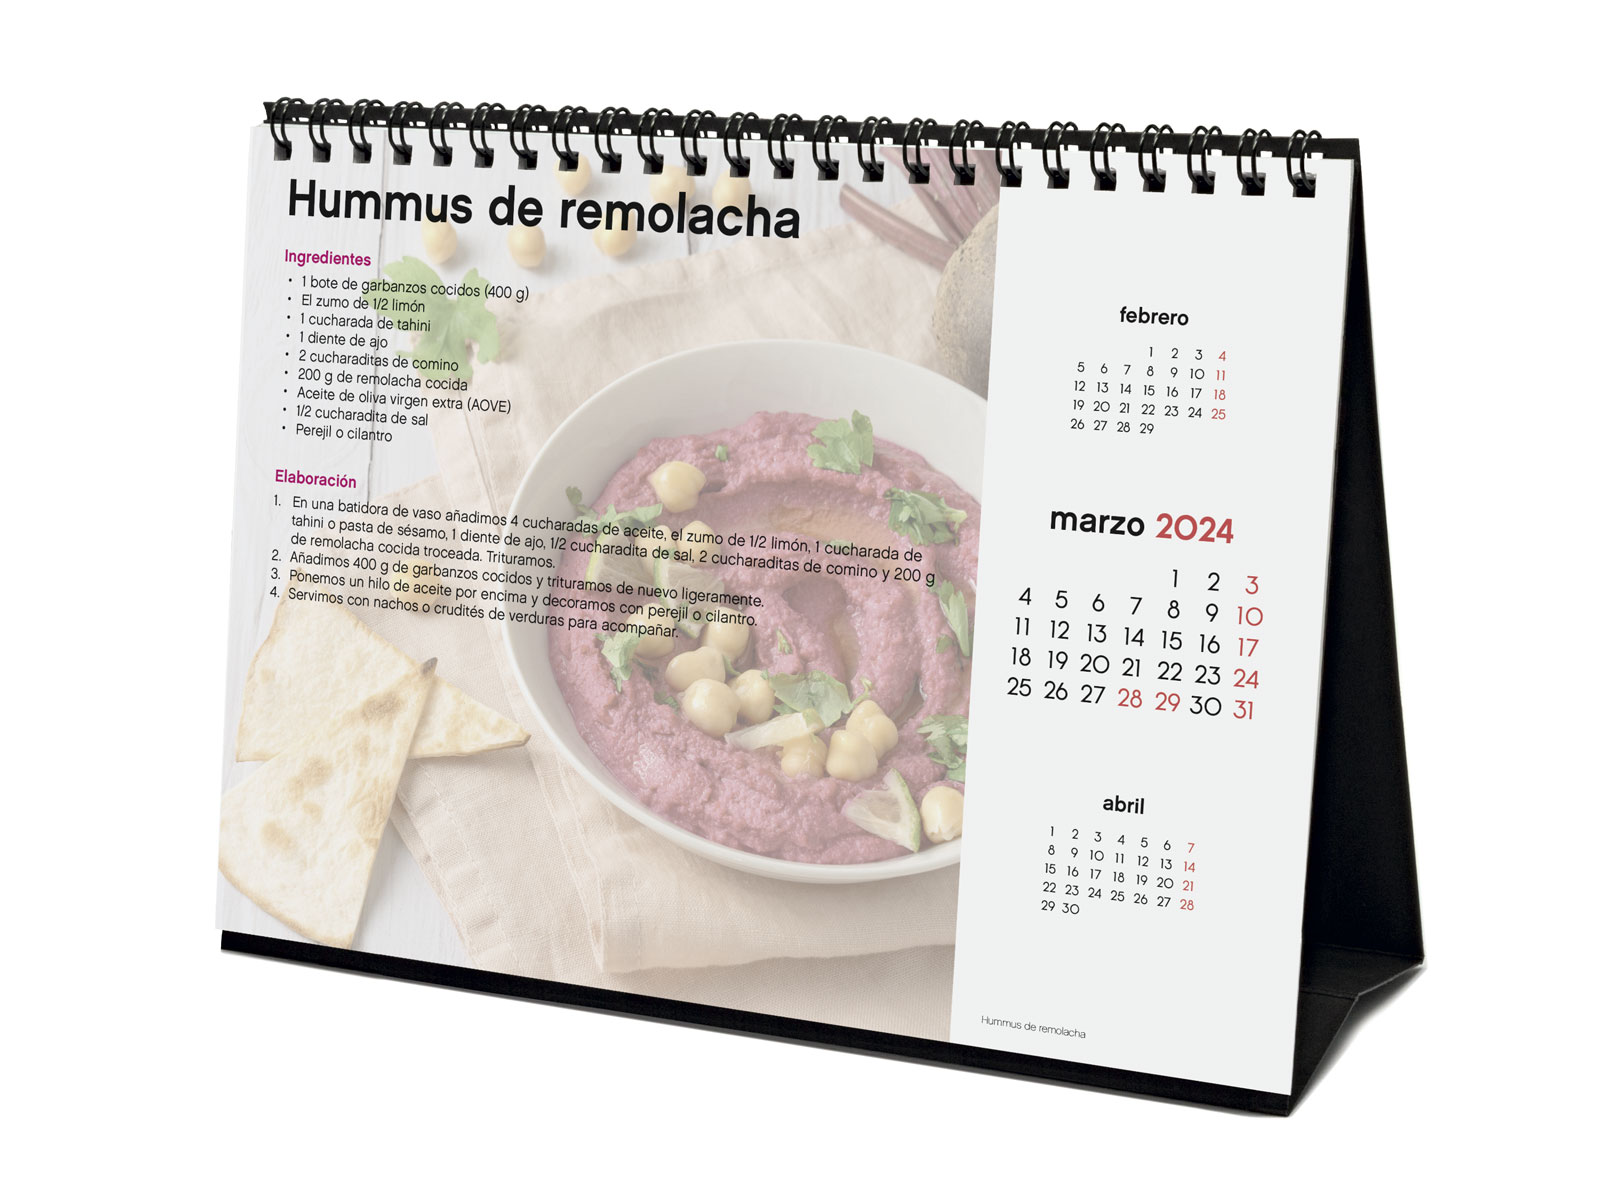 Hummus de remolacha
Ingredientes
• 1 bote de garbanzos cocidos (400 g)
• El zumo de 1/2 limón
• 1 cucharada de tahini
• 1 diente de ajo
• 2 cucharaditas de comino
• 200 g de remolacha cocida
• Aceite de oliva virgen extra (AOVE)
• 1/2 cucharadita de sal
• Perejil o cilantro
Elaboración
1. En una batidora de vaso añadimos 4 cucharadas de aceite, el zumo de 1/2 limón, 1 cucharada de
tahini o pasta de sésamo, 1 diente de ajo, 1/2 cucharadita de sal, 2 cucharaditas de comino y 200 g
de remolacha cocida troceada. Trituramos.
2. Añadimos 400 g de garbanzos cocidos y trituramos de nuevo ligeramente.
3. Ponemos un hilo de aceite por encima y decoramos con perejil o cilantro.
4. Servimos con nachos o crudités de verduras para acompañar.
febrero
1 2 3 4
5 6 7 8 9 10 11
12 13 14 15 16 17 18
19 20 21 22 23 24 25
26 27 28 29
marzo 2024
1 2 3
4 5 6 7 8 9 10
11 12 13 14 15 16 17
18 19 20 21 22 23 24
25 26 27 28 29 30 31
abril
1 2 3 4 5 6 7
8 9 10 11 12 13 14
15 16 17 18 19 20 21
22 23 24 25 26 27 28
29 30
Hummus de remolacha